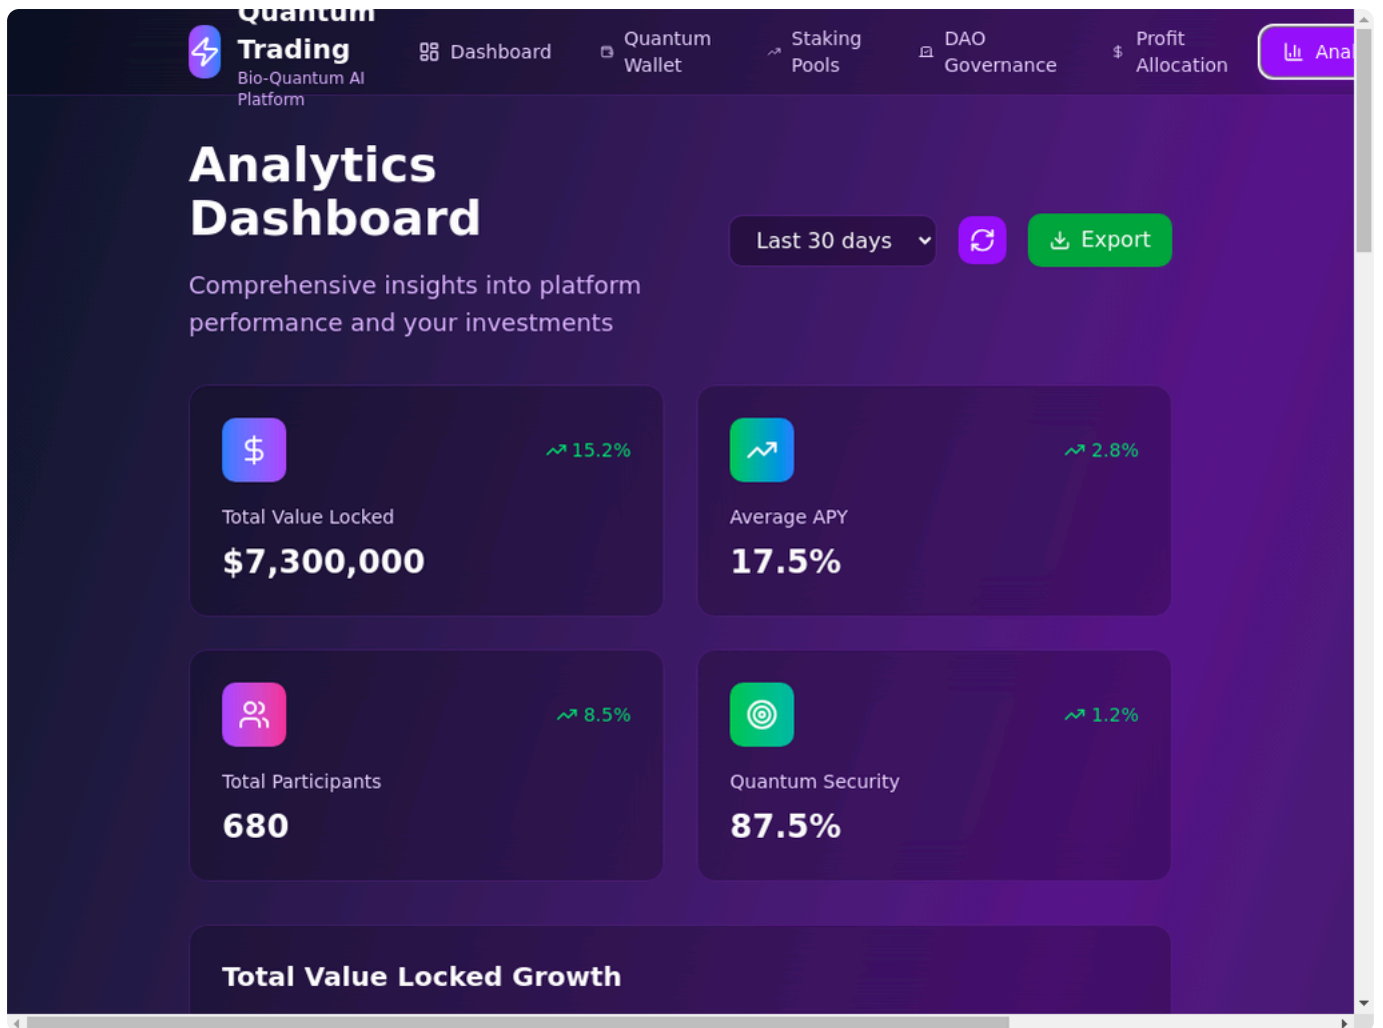 Quantum
Trading
Bio-Quantum AI
Platform
Dashboard
Quantum
Wallet
Staking
Pools
DAO
Governance
Profit
Allocation
Anal
Analytics
Dashboard
Comprehensive insights into platform
performance and your investments
Last 30 days
Export
15.2%
Total Value Locked
$7,300,000
2.8%
Average APY
17.5%
8.5%
Total Participants
680
1.2%
Quantum Security
87.5%
Total Value Locked Growth